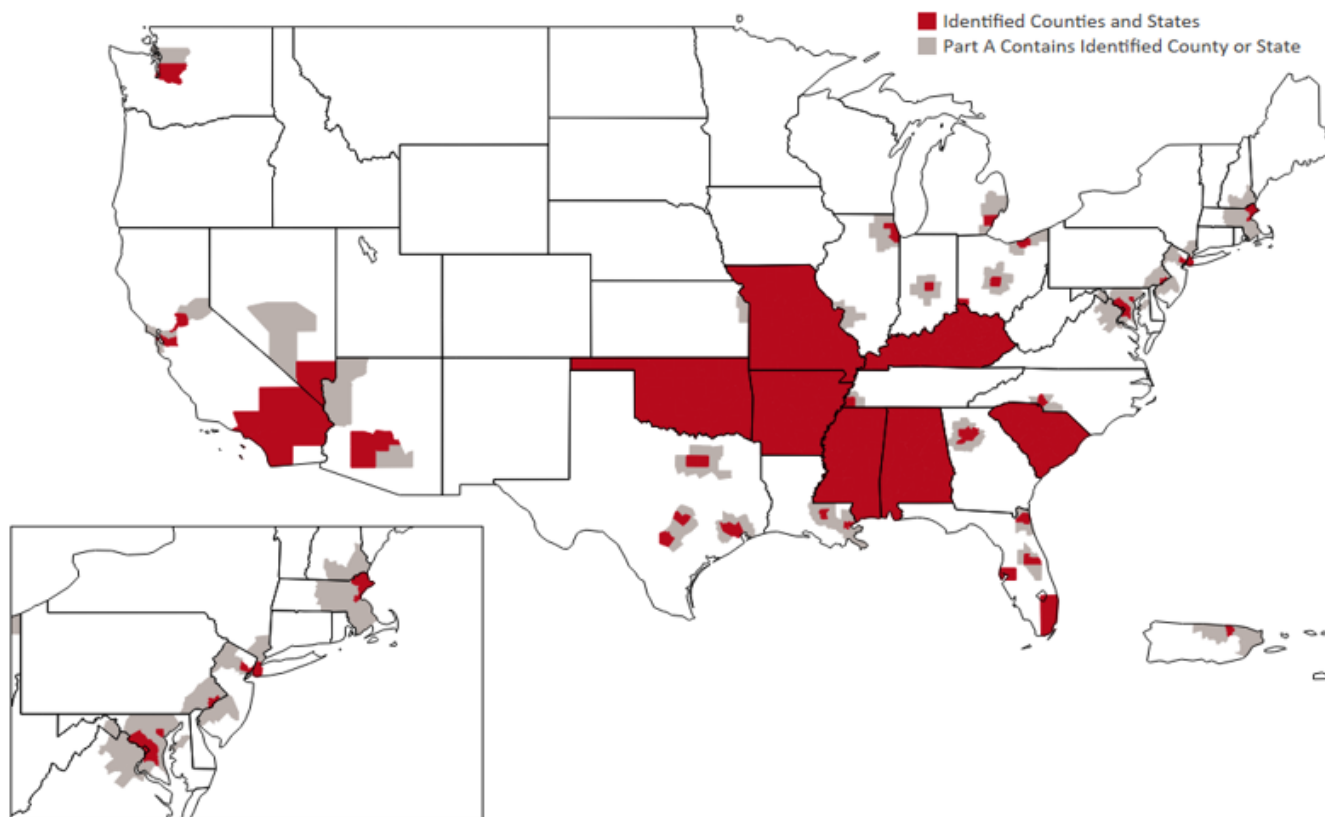 Identified Counties and States
Part A Contains Identified County or State